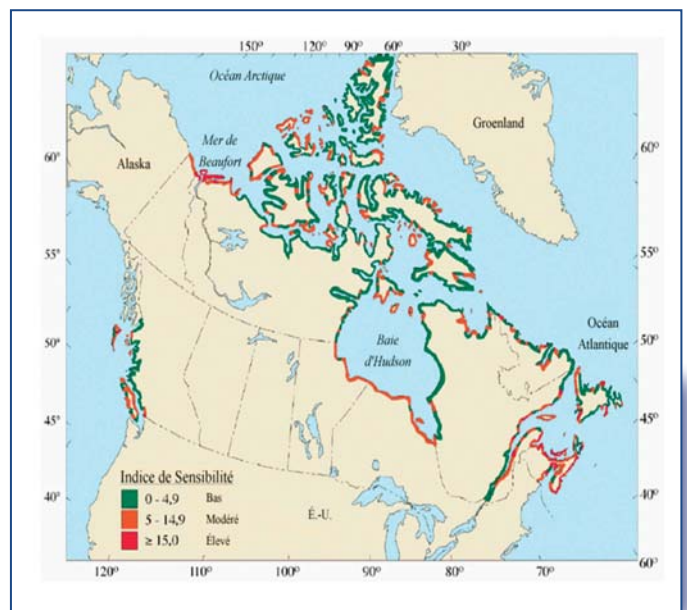 150° 120° 90° 60° 30°
Océan Arctique
Groenland
Mer de
Beaufort
Alaska
60°
60°
55°
55°
Océan
Atlantique
50°
50°
Baie
d'Hudson
45°
45°
Indice de Sensibilité
0 - 4,9 Bas
5 - 14,9 Modéré
≥ 15,0 Élevé
É.-U.
40°
40°
60°
120° 110° 100° 90° 80° 70°